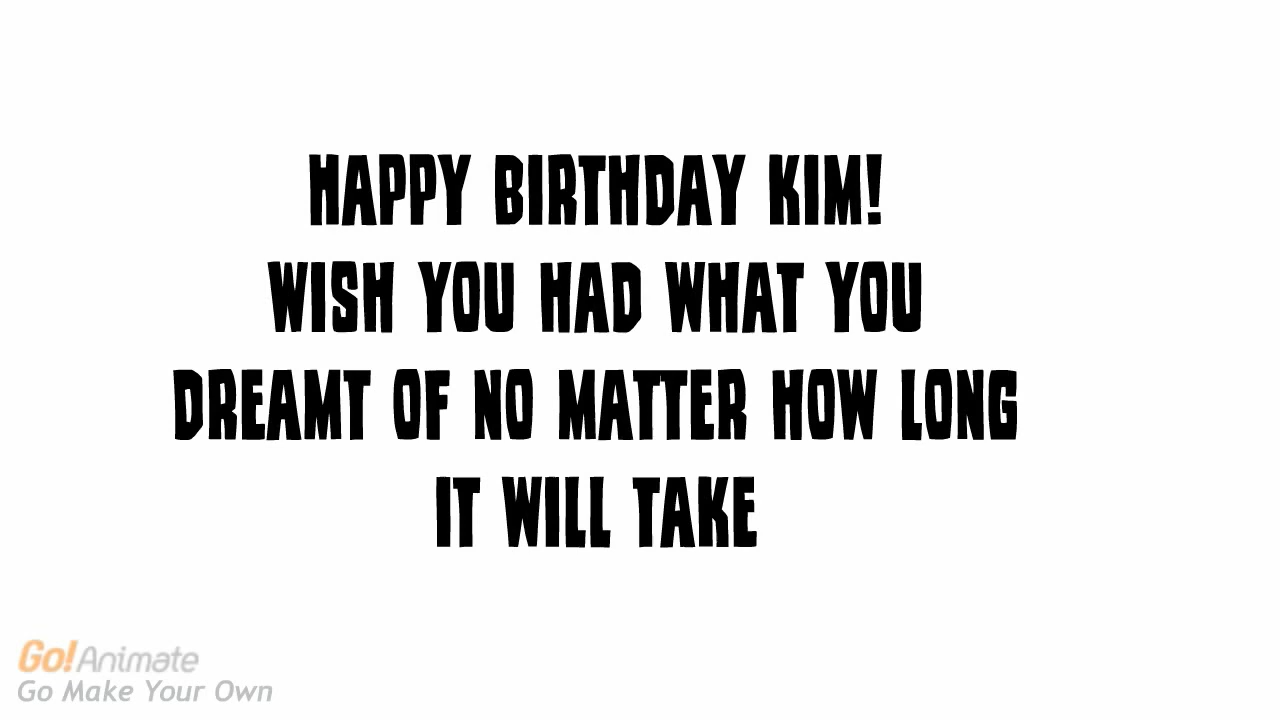 HAPPY BIRTHDAY KIM!
WISH YOU HAD WHAT YOU
DREAMT OF NO MATTER HOW LONG
IT WILL TAKE
Go!Animate
Go Make Your Own